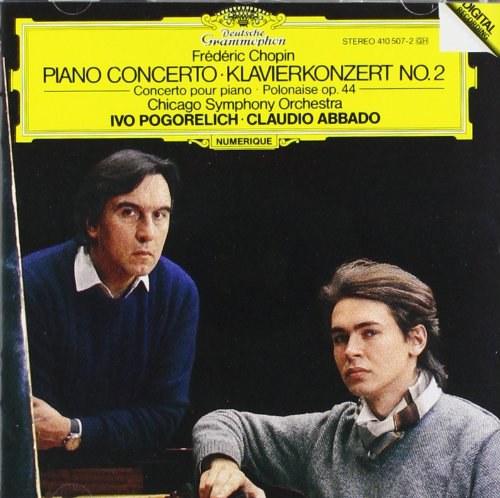 Deutsche
Grammophon
STEREO 410 507-2 GH
DIGITAL
RECORDING
Frédéric Chopin
PIANO CONCERTO · KLAVIERKONZERT NO. 2
Concerto pour piano · Polonaise op. 44
Chicago Symphony Orchestra
IVO POGORELICH · CLAUDIO ABBADO
NUMERIQUE